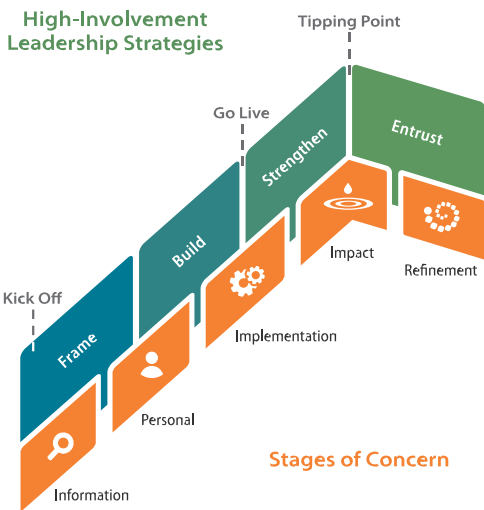 High-Involvement
Leadership Strategies
Tipping Point
Go Live
Kick Off
Frame
Build
Strengthen
Entrust
Information
Personal
Implementation
Impact
Refinement
Stages of Concern